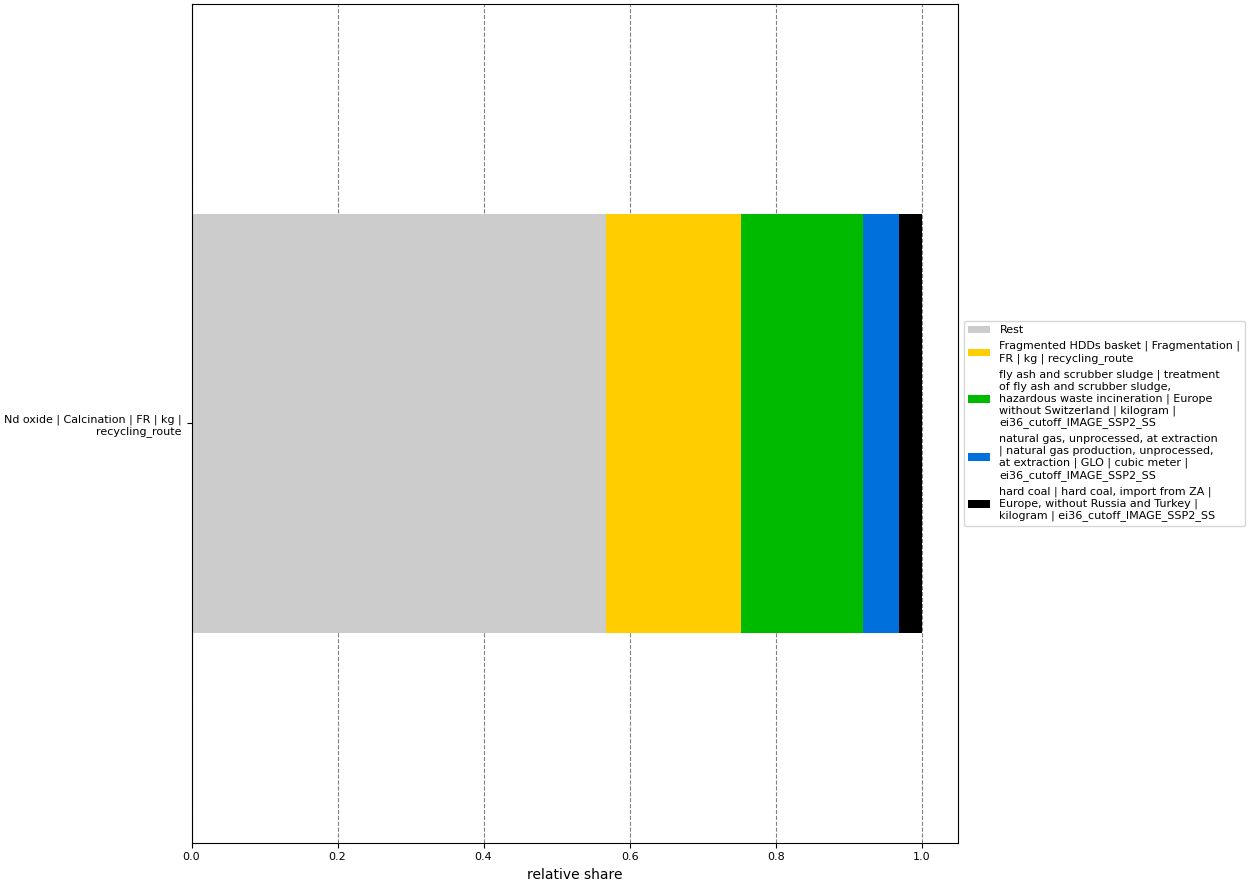 Nd oxide | Calcination | FR | kg |
recycling_route
0.0
0.2
0.4
0.6
0.8
1.0
relative share
Rest
Fragmented HDDs basket | Fragmentation |
FR | kg | recycling_route
fly ash and scrubber sludge | treatment
of fly ash and scrubber sludge,
hazardous waste incineration | Europe
without Switzerland | kilogram |
ei36_cutoff_IMAGE_SSP2_SS
natural gas, unprocessed, at extraction
| natural gas production, unprocessed,
at extraction | GLO | cubic meter |
ei36_cutoff_IMAGE_SSP2_SS
hard coal | hard coal, import from ZA |
Europe, without Russia and Turkey |
kilogram | ei36_cutoff_IMAGE_SSP2_SS